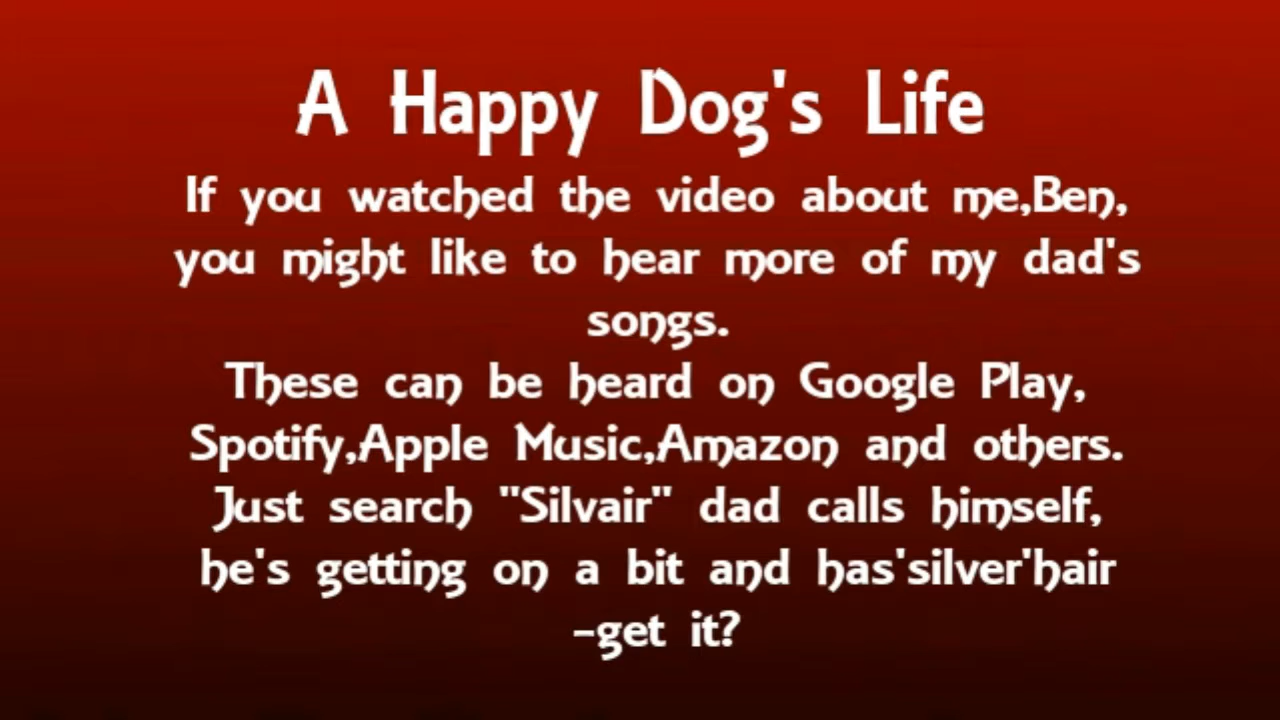 A Happy Dog's Life
If you watched the video about me,Ben,
you might like to hear more of my dad's
songs.
These can be heard on Google Play,
Spotify,Apple Music,Amazon and others.
Just search "Silvair" dad calls himself,
he's getting on a bit and has'silver'hair
-get it?